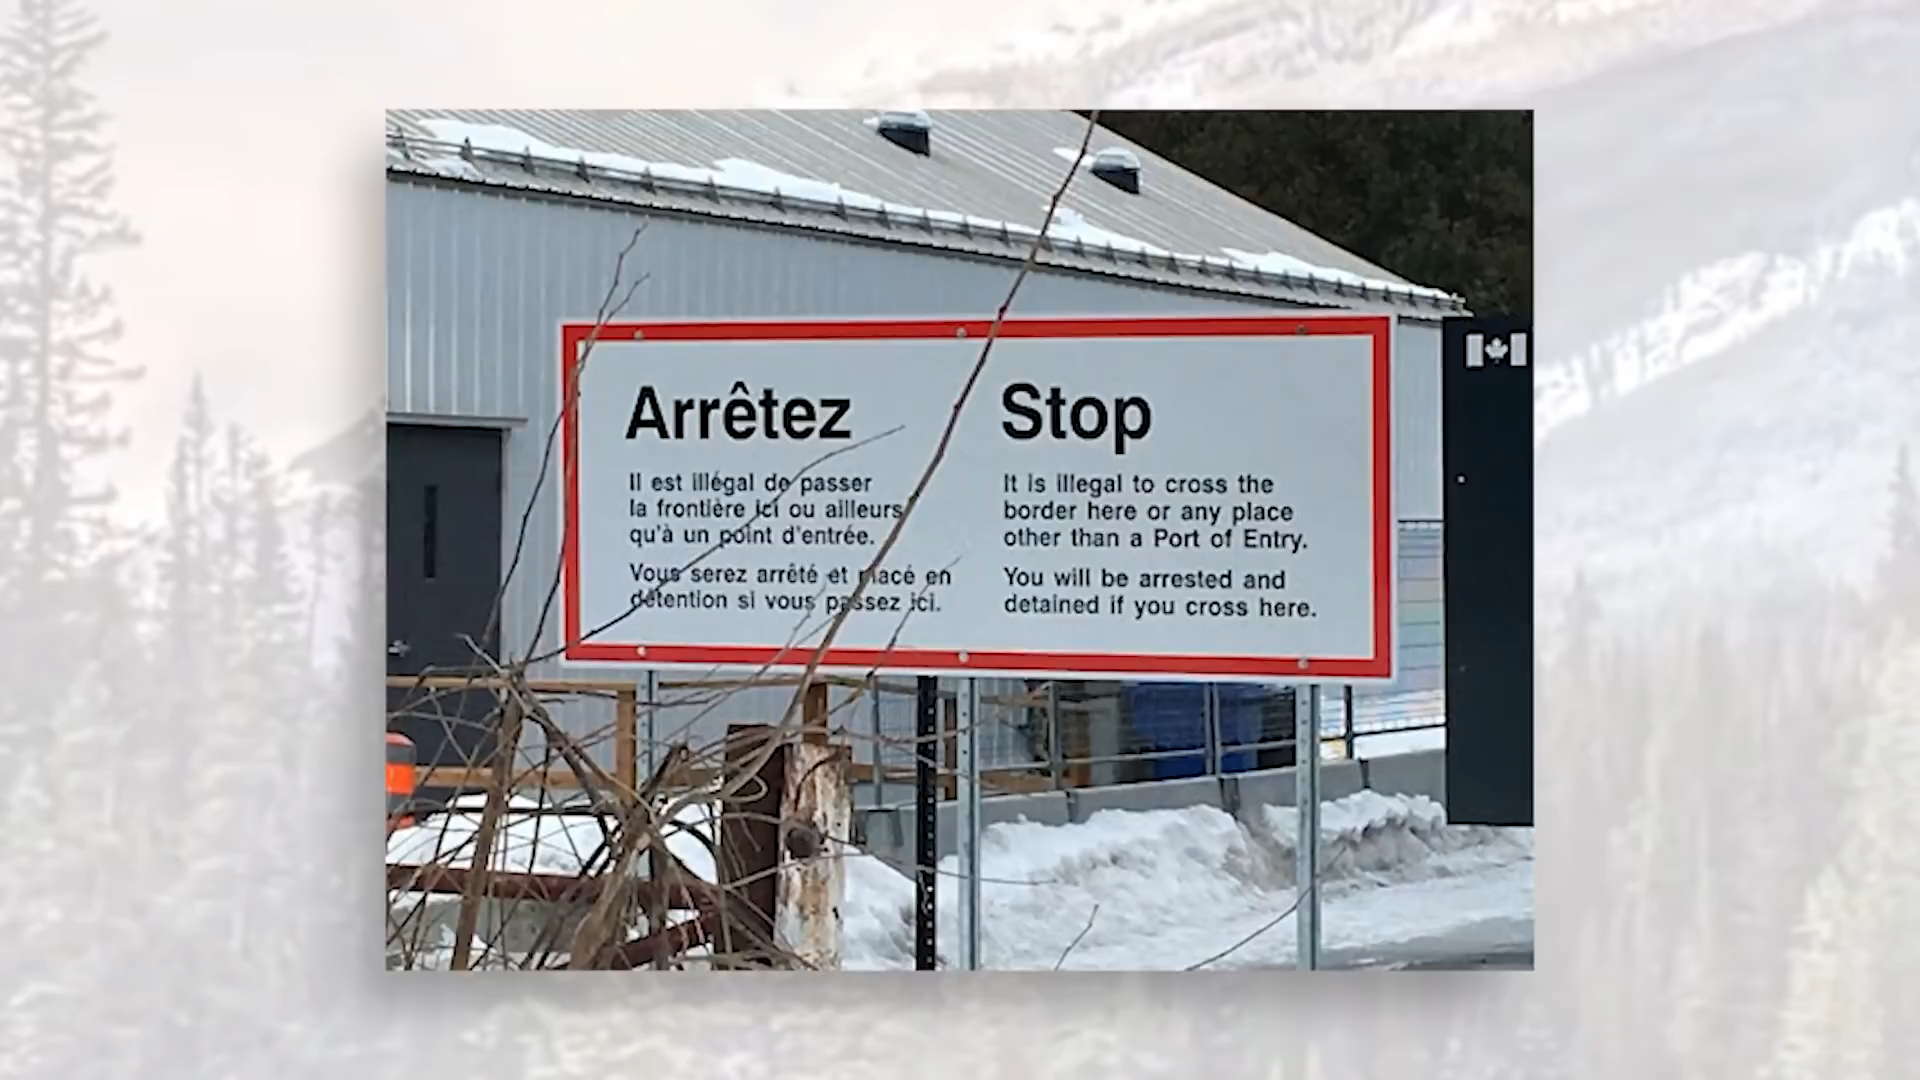 Arrêtez
Il est illégal de passer
la frontière ici ou ailleurs
qu'à un point d'entrée.
Vous serez arrêté et placé en
détention si vous passez ici.
Stop
It is illegal to cross the
border here or any place
other than a Port of Entry.
You will be arrested and
detained if you cross here.